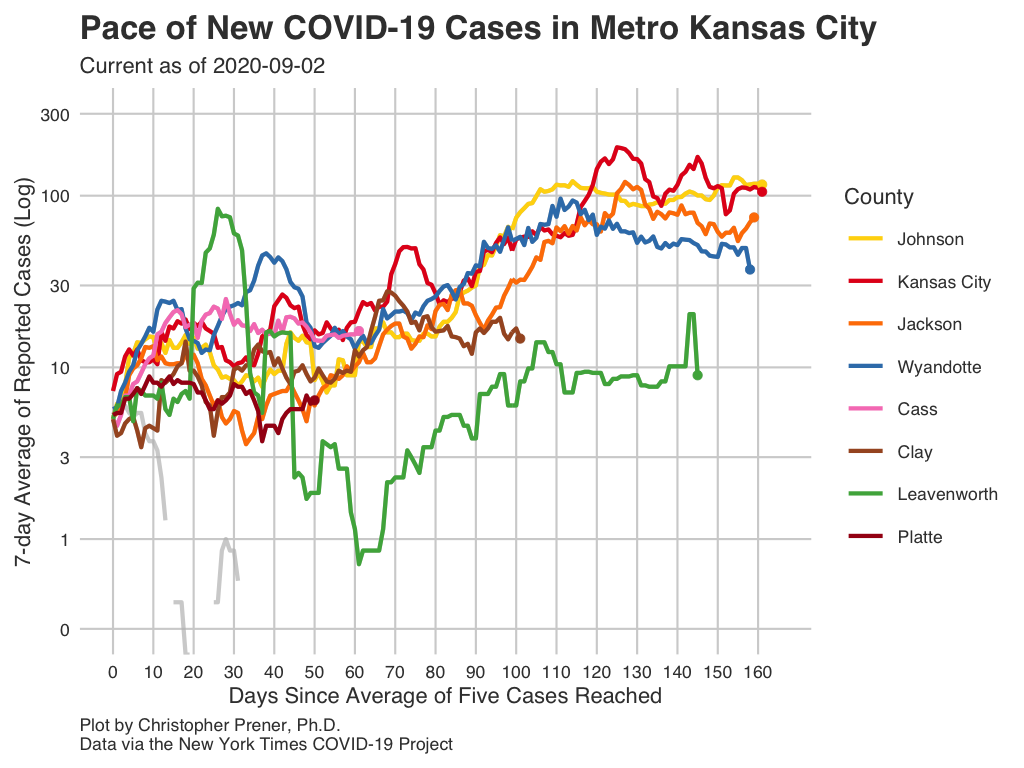 Pace of New COVID-19 Cases in Metro Kansas City
Current as of 2020-09-02
7-day Average of Reported Cases (Log)
300
100
30
10
3
1
0
0 10 20 30 40 50 60 70 80 90 100 110 120 130 140 150 160
Days Since Average of Five Cases Reached
County
Johnson
Kansas City
Jackson
Wyandotte
Cass
Clay
Leavenworth
Platte
Plot by Christopher Prener, Ph.D.
Data via the New York Times COVID-19 Project